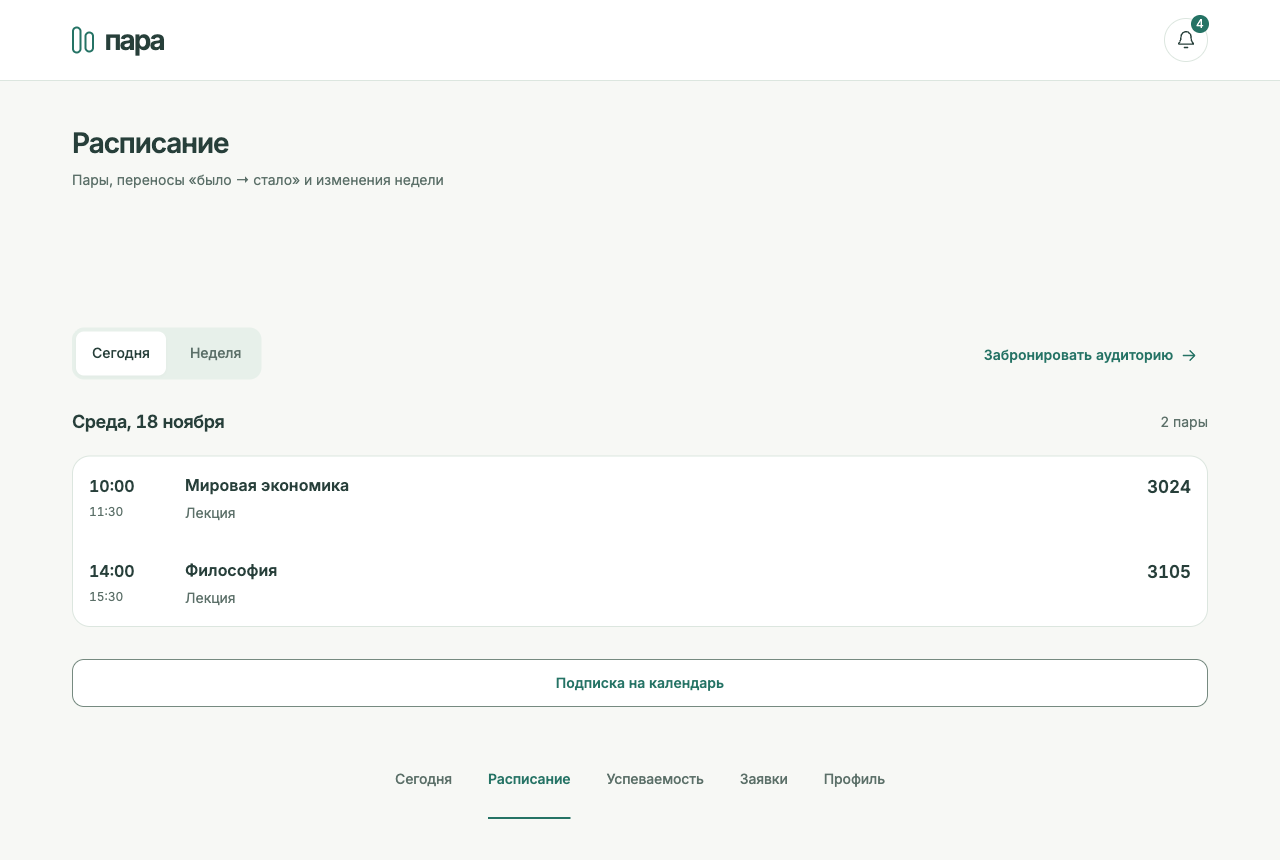 пара
4
Расписание
Пары, переносы «было → стало» и изменения недели
Сегодня Неделя
Забронировать аудиторию →
Среда, 18 ноября
2 пары
10:00 Мировая экономика 3024
11:30 Лекция
14:00 Философия 3105
15:30 Лекция
Подписка на календарь
Сегодня Расписание Успеваемость Заявки Профиль